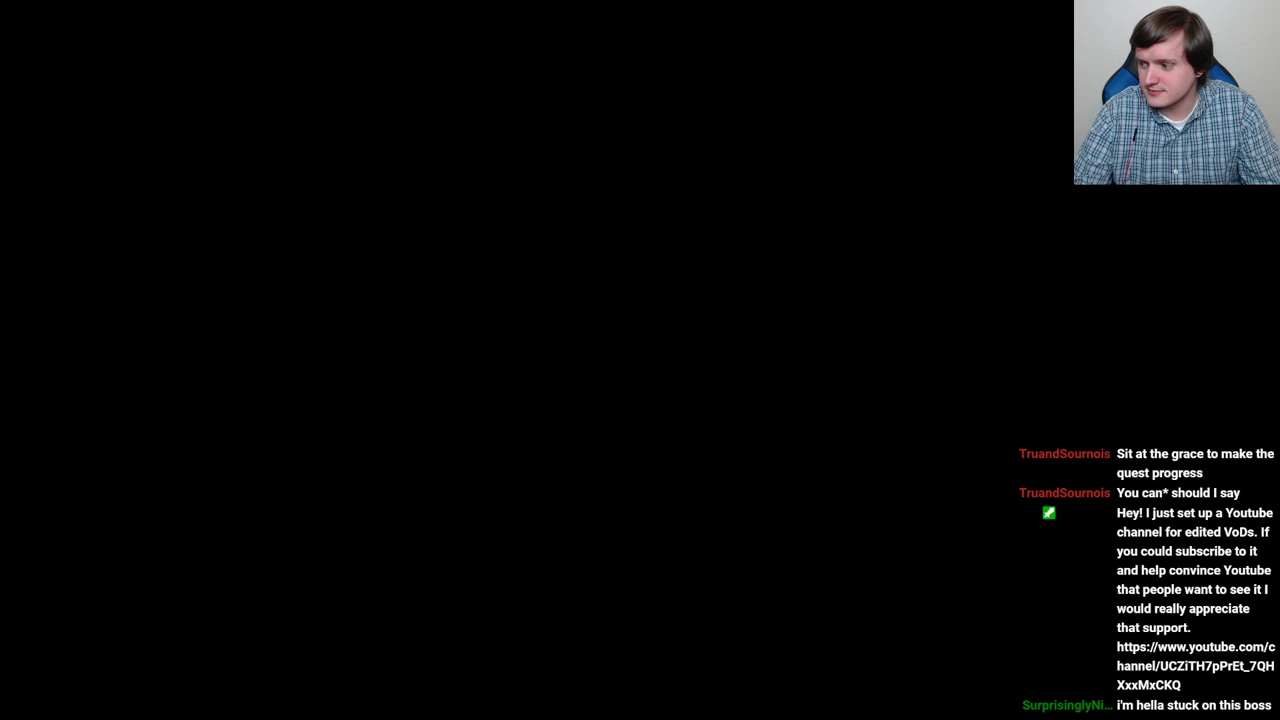 TruandSournois Sit at the grace to make the
quest progress
TruandSournois You can* should I say
Hey! I just set up a Youtube
channel for edited VoDs. If
you could subscribe to it
and help convince Youtube
that people want to see it I
would really appreciate
that support.
https://www.youtube.com/c
hannel/UCZiTH7pPrEt_7QH
XxxMxCKQ
SurprisinglyNi... i'm hella stuck on this boss